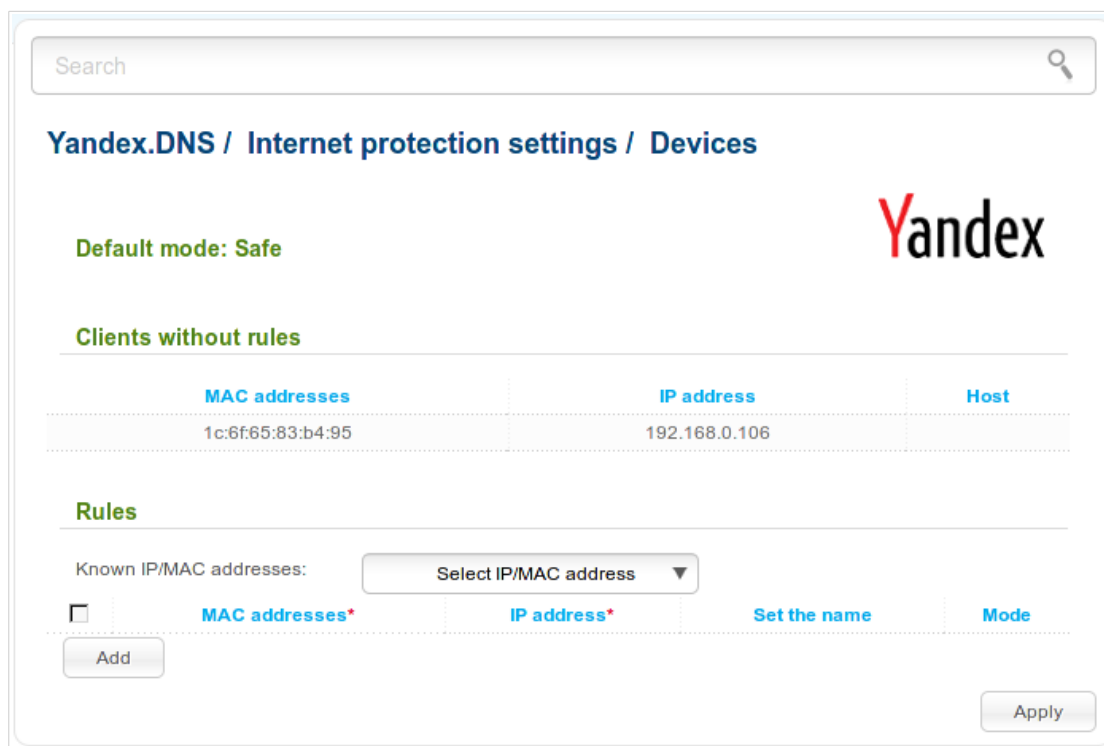 Search
Yandex.DNS / Internet protection settings / Devices
Yandex
Default mode: Safe
Clients without rules
MAC addresses IP address Host
1c:6f:65:83:b4:95 192.168.0.106
Rules
Known IP/MAC addresses: Select IP/MAC address
MAC addresses* IP address* Set the name Mode
Add
Apply